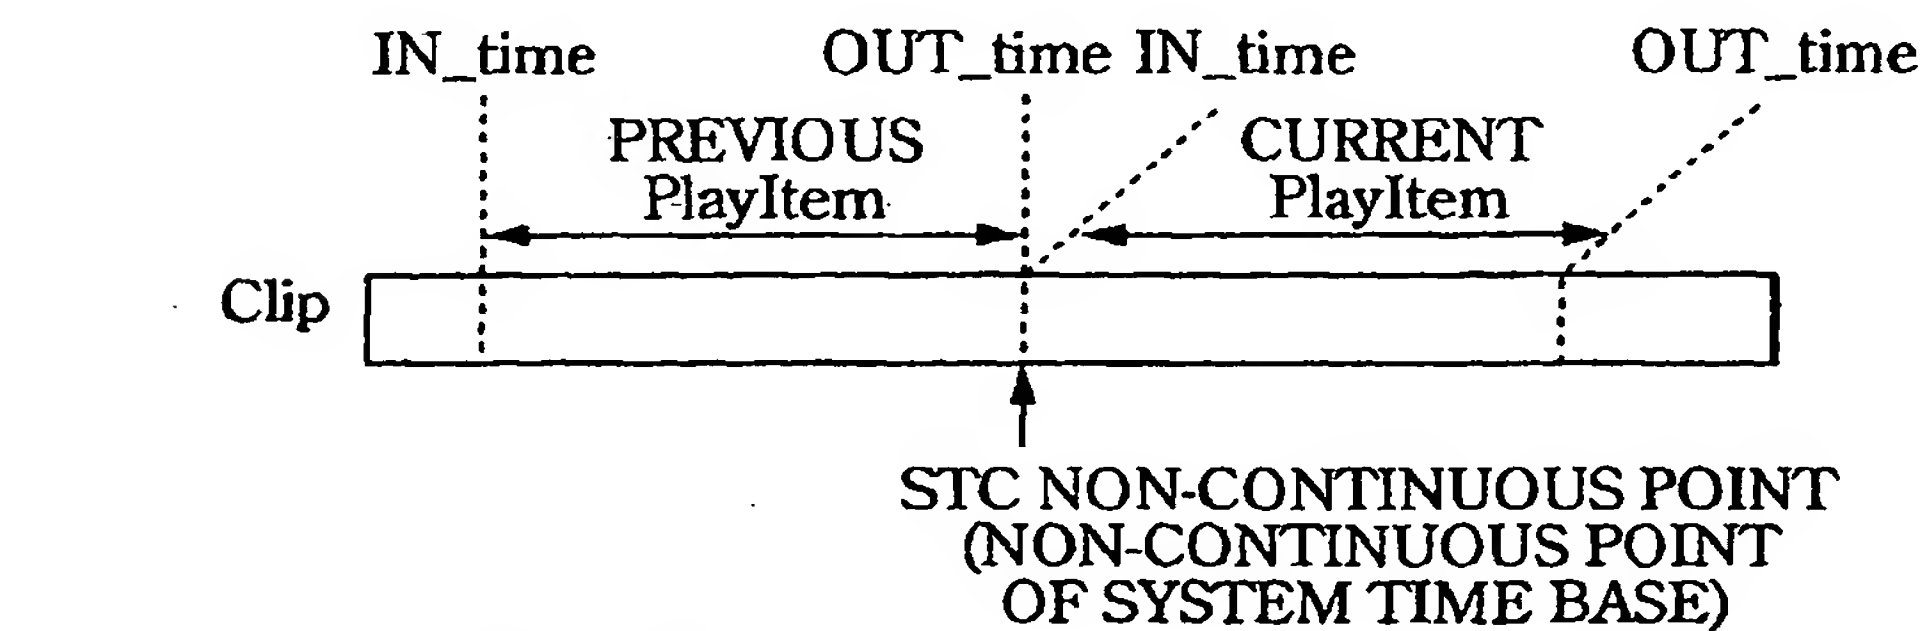 IN_time OUT_time IN_time OUT_time
PREVIOUS PlayItem
CURRENT PlayItem
Clip
STC NON-CONTINUOUS POINT
(NON-CONTINUOUS POINT
OF SYSTEM TIME BASE)